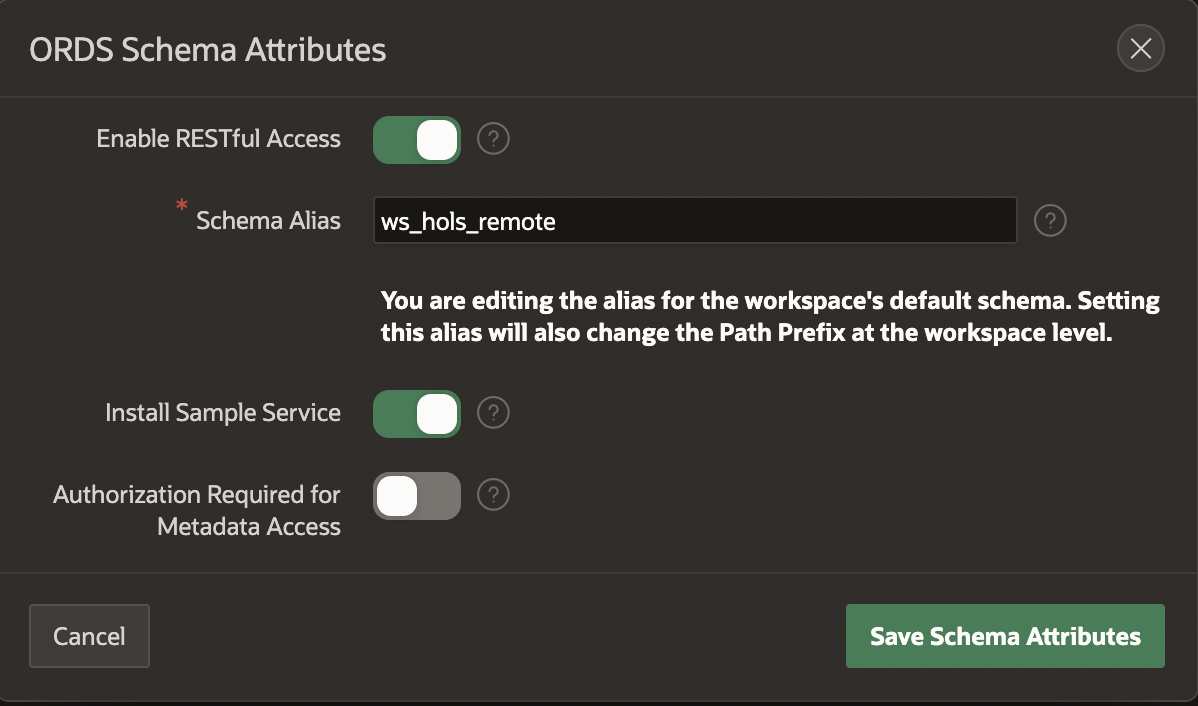 ORDS Schema Attributes
Enable RESTful Access
?
* Schema Alias
ws_hols_remote
?
You are editing the alias for the workspace's default schema. Setting
this alias will also change the Path Prefix at the workspace level.
Install Sample Service
?
Authorization Required for
Metadata Access
?
Cancel
Save Schema Attributes